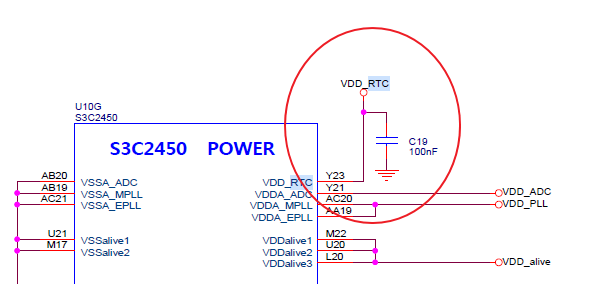 VDD_RTC
U10G
S3C2450
C19
100nF
S3C2450 POWER
AB20 VSSA_ADC VDD_RTC Y23
AB19 VSSA_MPLL VDDA_ADC Y21 VDD_ADC
AC21 VSSA_EPLL VDDA_MPLL AC20 VDD_PLL
VDDA_EPLL AA19
U21 VSSalive1 VDDalive1 M22
M17 VSSalive2 VDDalive2 U20
VDDalive3 L20 VDD_alive